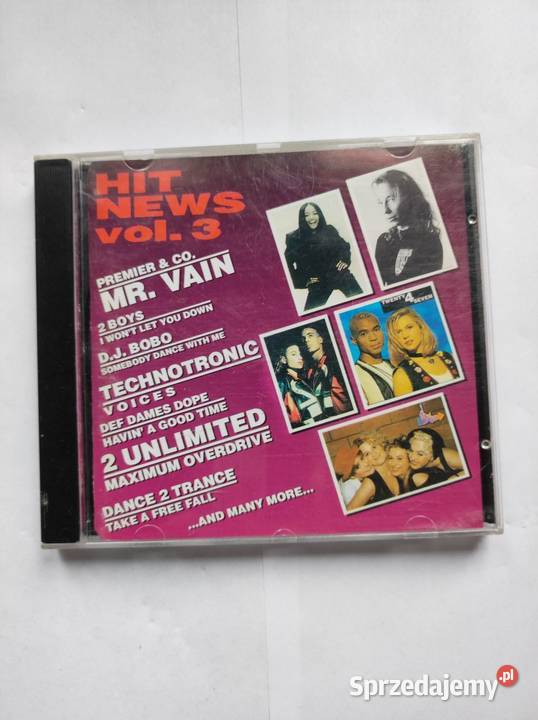 HIT
NEWS
vol. 3
PREMIER & CO.
MR. VAIN
2 BOYS
I WON'T LET YOU DOWN
D.J. BOBO
SOMEBODY DANCE WITH ME
TECHNOTRONIC
VOICES
DEF DAMES DOPE
HAVIN' A GOOD TIME
2 UNLIMITED
MAXIMUM OVERDRIVE
DANCE 2 TRANCE
TAKE A FREE FALL
...AND MANY MORE...
TWENTY 4 SEVEN
Sprzedajemy.pl